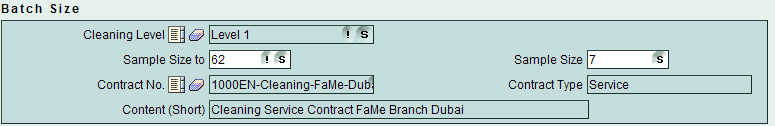 Batch Size
Cleaning Level Level 1 ! S
Sample Size to 62 ! S Sample Size 7 S
Contract No. 1000EN-Cleaning-FaMe-Duba Contract Type Service
Content (Short) Cleaning Service Contract FaMe Branch Dubai